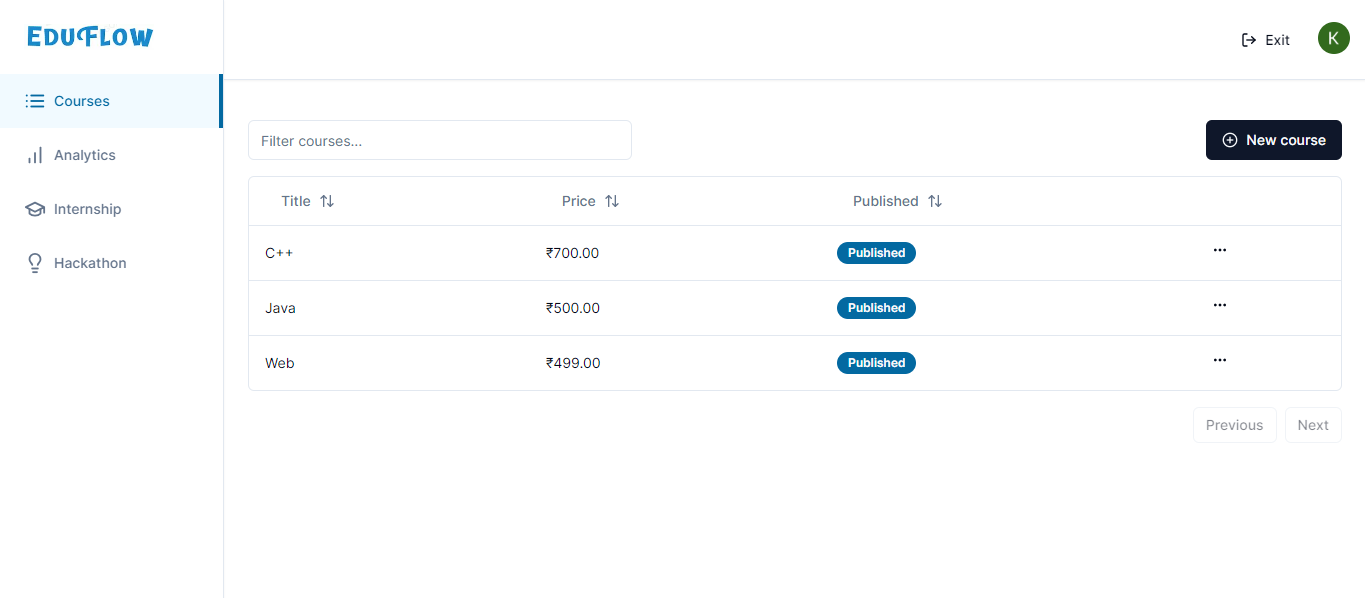 EDUFLOW
Exit
K
Courses
Analytics
Internship
Hackathon
Filter courses...
New course
Title Price Published
C++ ₹700.00 Published ...
Java ₹500.00 Published ...
Web ₹499.00 Published ...
Previous Next